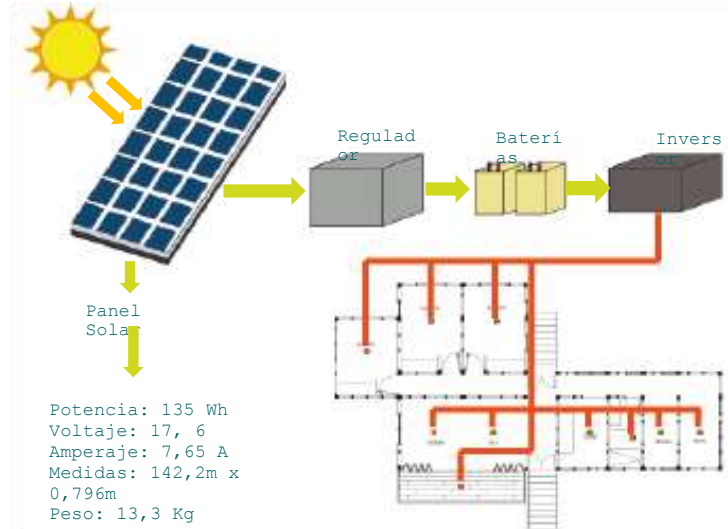 Regulad
or
Baterí
as
Invers
or
Panel
Solar
Potencia: 135 Wh
Voltaje: 17, 6
Amperaje: 7,65 A
Medidas: 142,2m x
0,796m
Peso: 13,3 Kg